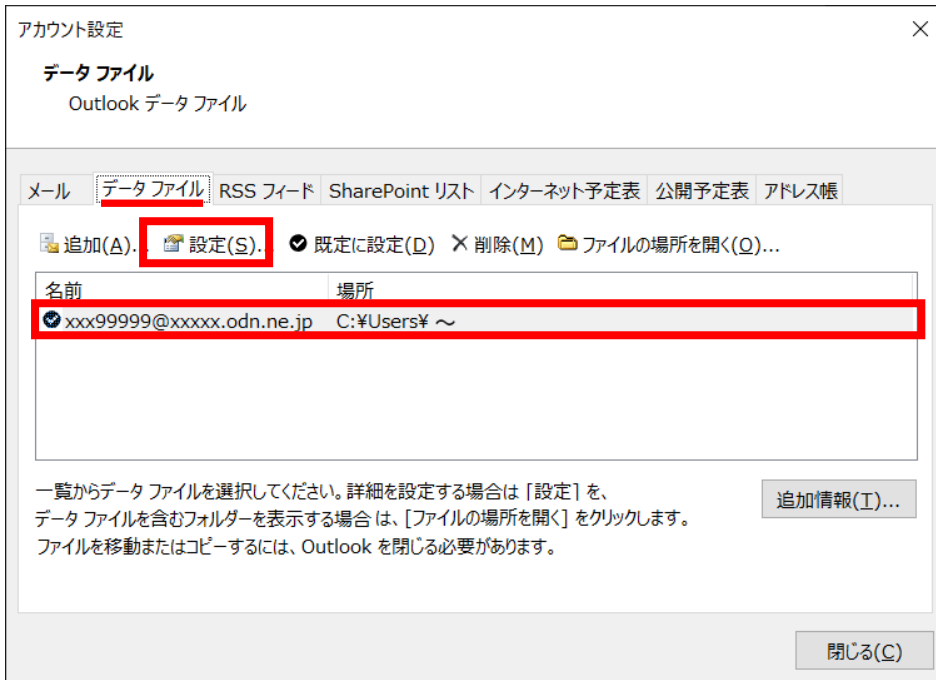 アカウント設定
データ ファイル
Outlook データ ファイル
メール データ ファイル RSS フィード SharePoint リスト インターネット予定表 公開予定表 アドレス帳
追加(A)... 設定(S)... 既定に設定(D) 削除(M) ファイルの場所を開く(O)...
名前 場所
xxx99999@xxxxx.odn.ne.jp C:¥Users¥ ～
一覧からデータ ファイルを選択してください。詳細を設定する場合は [設定] を、
データ ファイルを含むフォルダーを表示する場合 は、[ファイルの場所を開く] をクリックします。
ファイルを移動またはコピーするには、Outlook を閉じる必要があります。
追加情報(T)...
閉じる(C)